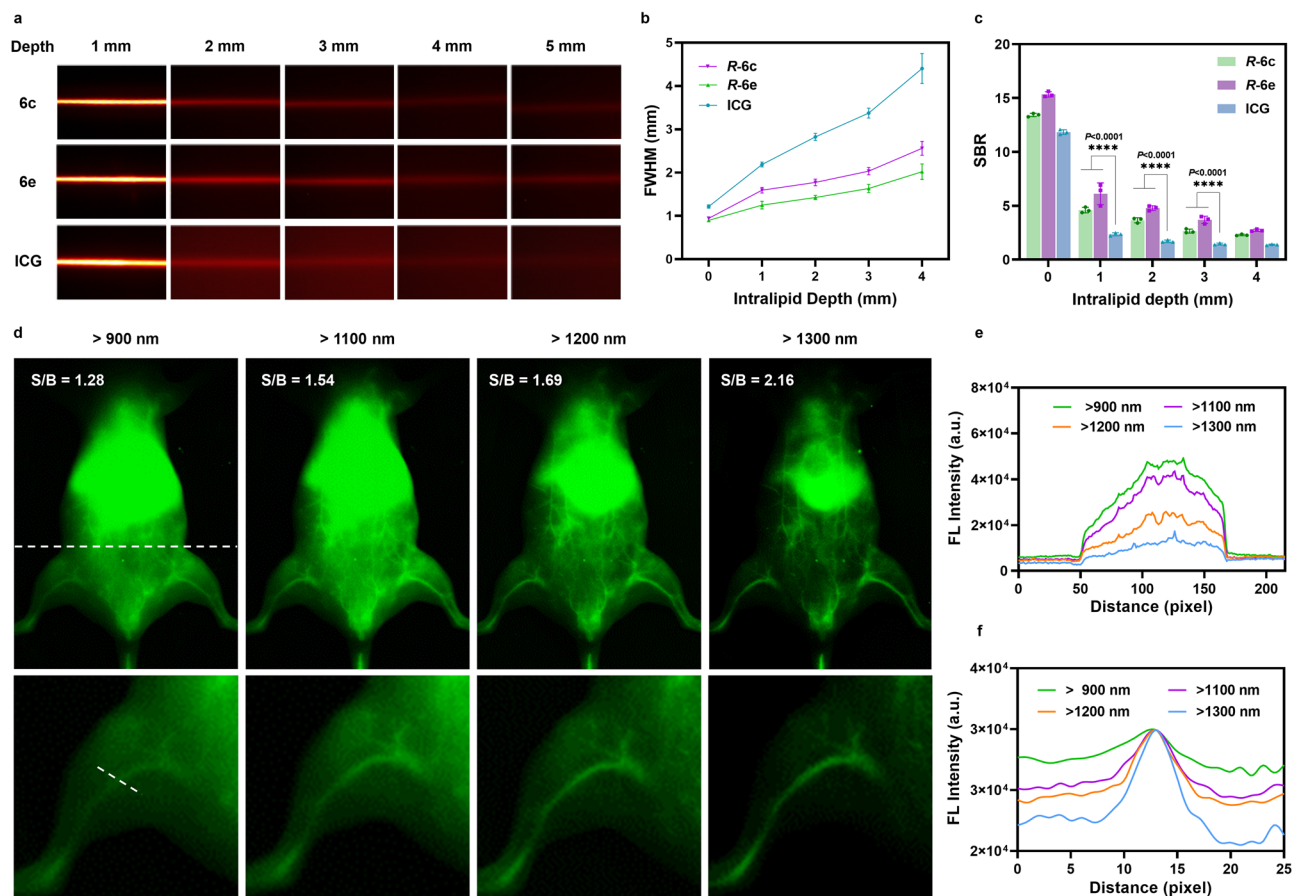 a
Depth
1 mm
2 mm
3 mm
4 mm
5 mm
6c
6e
ICG
b
FWHM (mm)
5
4
3
2
1
0
R-6c
R-6e
ICG
0 1 2 3 4
Intralipid Depth (mm)
c
SBR
20
15
10
5
0
R-6c
R-6e
ICG
P<0.0001
****
P<0.0001
****
P<0.0001
****
0 1 2 3 4
Intralipid depth (mm)
d
> 900 nm
> 1100 nm
> 1200 nm
> 1300 nm
S/B = 1.28
S/B = 1.54
S/B = 1.69
S/B = 2.16
e
FL Intensity (a.u.)
8×10⁴
6×10⁴
4×10⁴
2×10⁴
0
>900 nm
>1100 nm
>1200 nm
>1300 nm
0 50 100 150 200
Distance (pixel)
f
FL Intensity (a.u.)
4×10⁴
3×10⁴
3×10⁴
2×10⁴
> 900 nm
>1100 nm
>1200 nm
>1300 nm
0 5 10 15 20 25
Distance (pixel)